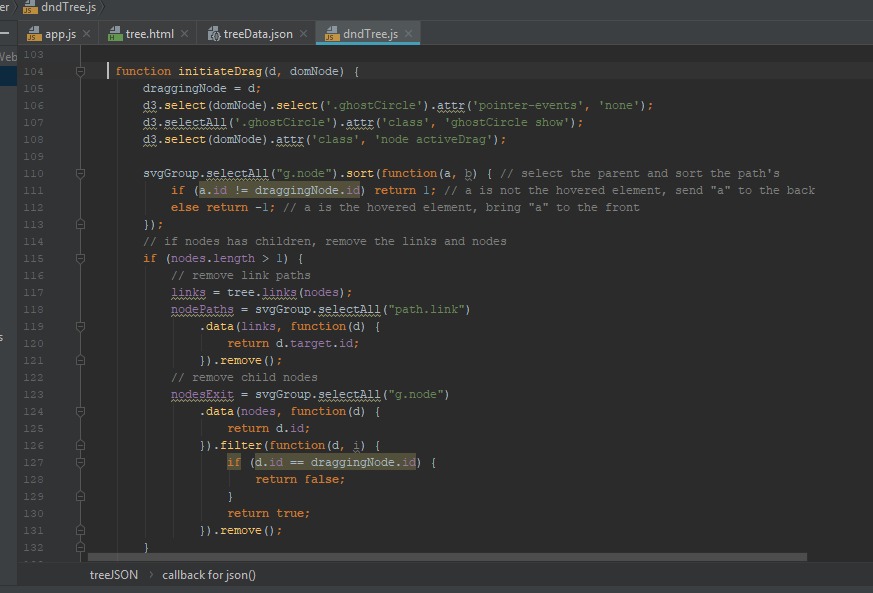 er dndTree.js
app.js tree.html treeData.json dndTree.js
Web
103
104 function initiateDrag(d, domNode) {
105 draggingNode = d;
106 d3.select(domNode).select('.ghostCircle').attr('pointer-events', 'none');
107 d3.selectAll('.ghostCircle').attr('class', 'ghostCircle show');
108 d3.select(domNode).attr('class', 'node activeDrag');
109
110 svgGroup.selectAll("g.node").sort(function(a, b) { // select the parent and sort the path's
111 if (a.id != draggingNode.id) return 1; // a is not the hovered element, send "a" to the back
112 else return -1; // a is the hovered element, bring "a" to the front
113 });
114 // if nodes has children, remove the links and nodes
115 if (nodes.length > 1) {
116 // remove link paths
117 links = tree.links(nodes);
118 nodePaths = svgGroup.selectAll("path.link")
119 .data(links, function(d) {
120 return d.target.id;
121 }).remove();
122 // remove child nodes
123 nodesExit = svgGroup.selectAll("g.node")
124 .data(nodes, function(d) {
125 return d.id;
126 }).filter(function(d, i) {
127 if (d.id == draggingNode.id) {
128 return false;
129 }
130 return true;
131 }).remove();
132 }
treeJSON › callback for json()